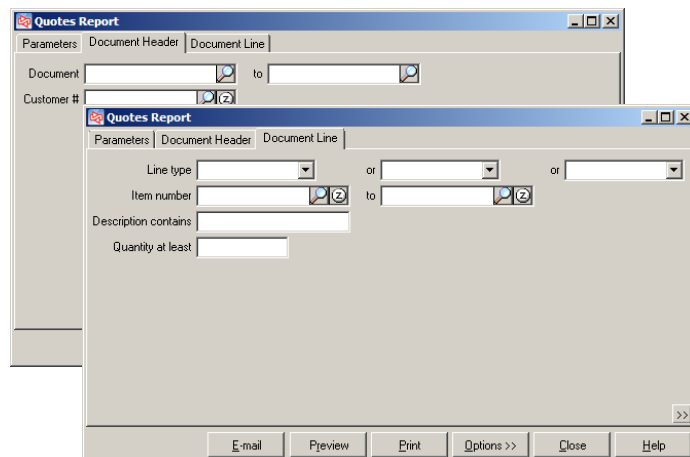 Quotes Report
Parameters Document Header Document Line
Document to
Customer #
Quotes Report
Parameters Document Header Document Line
Line type or or
Item number to
Description contains
Quantity at least
>>
E-mail Preview Print Options >> Close Help